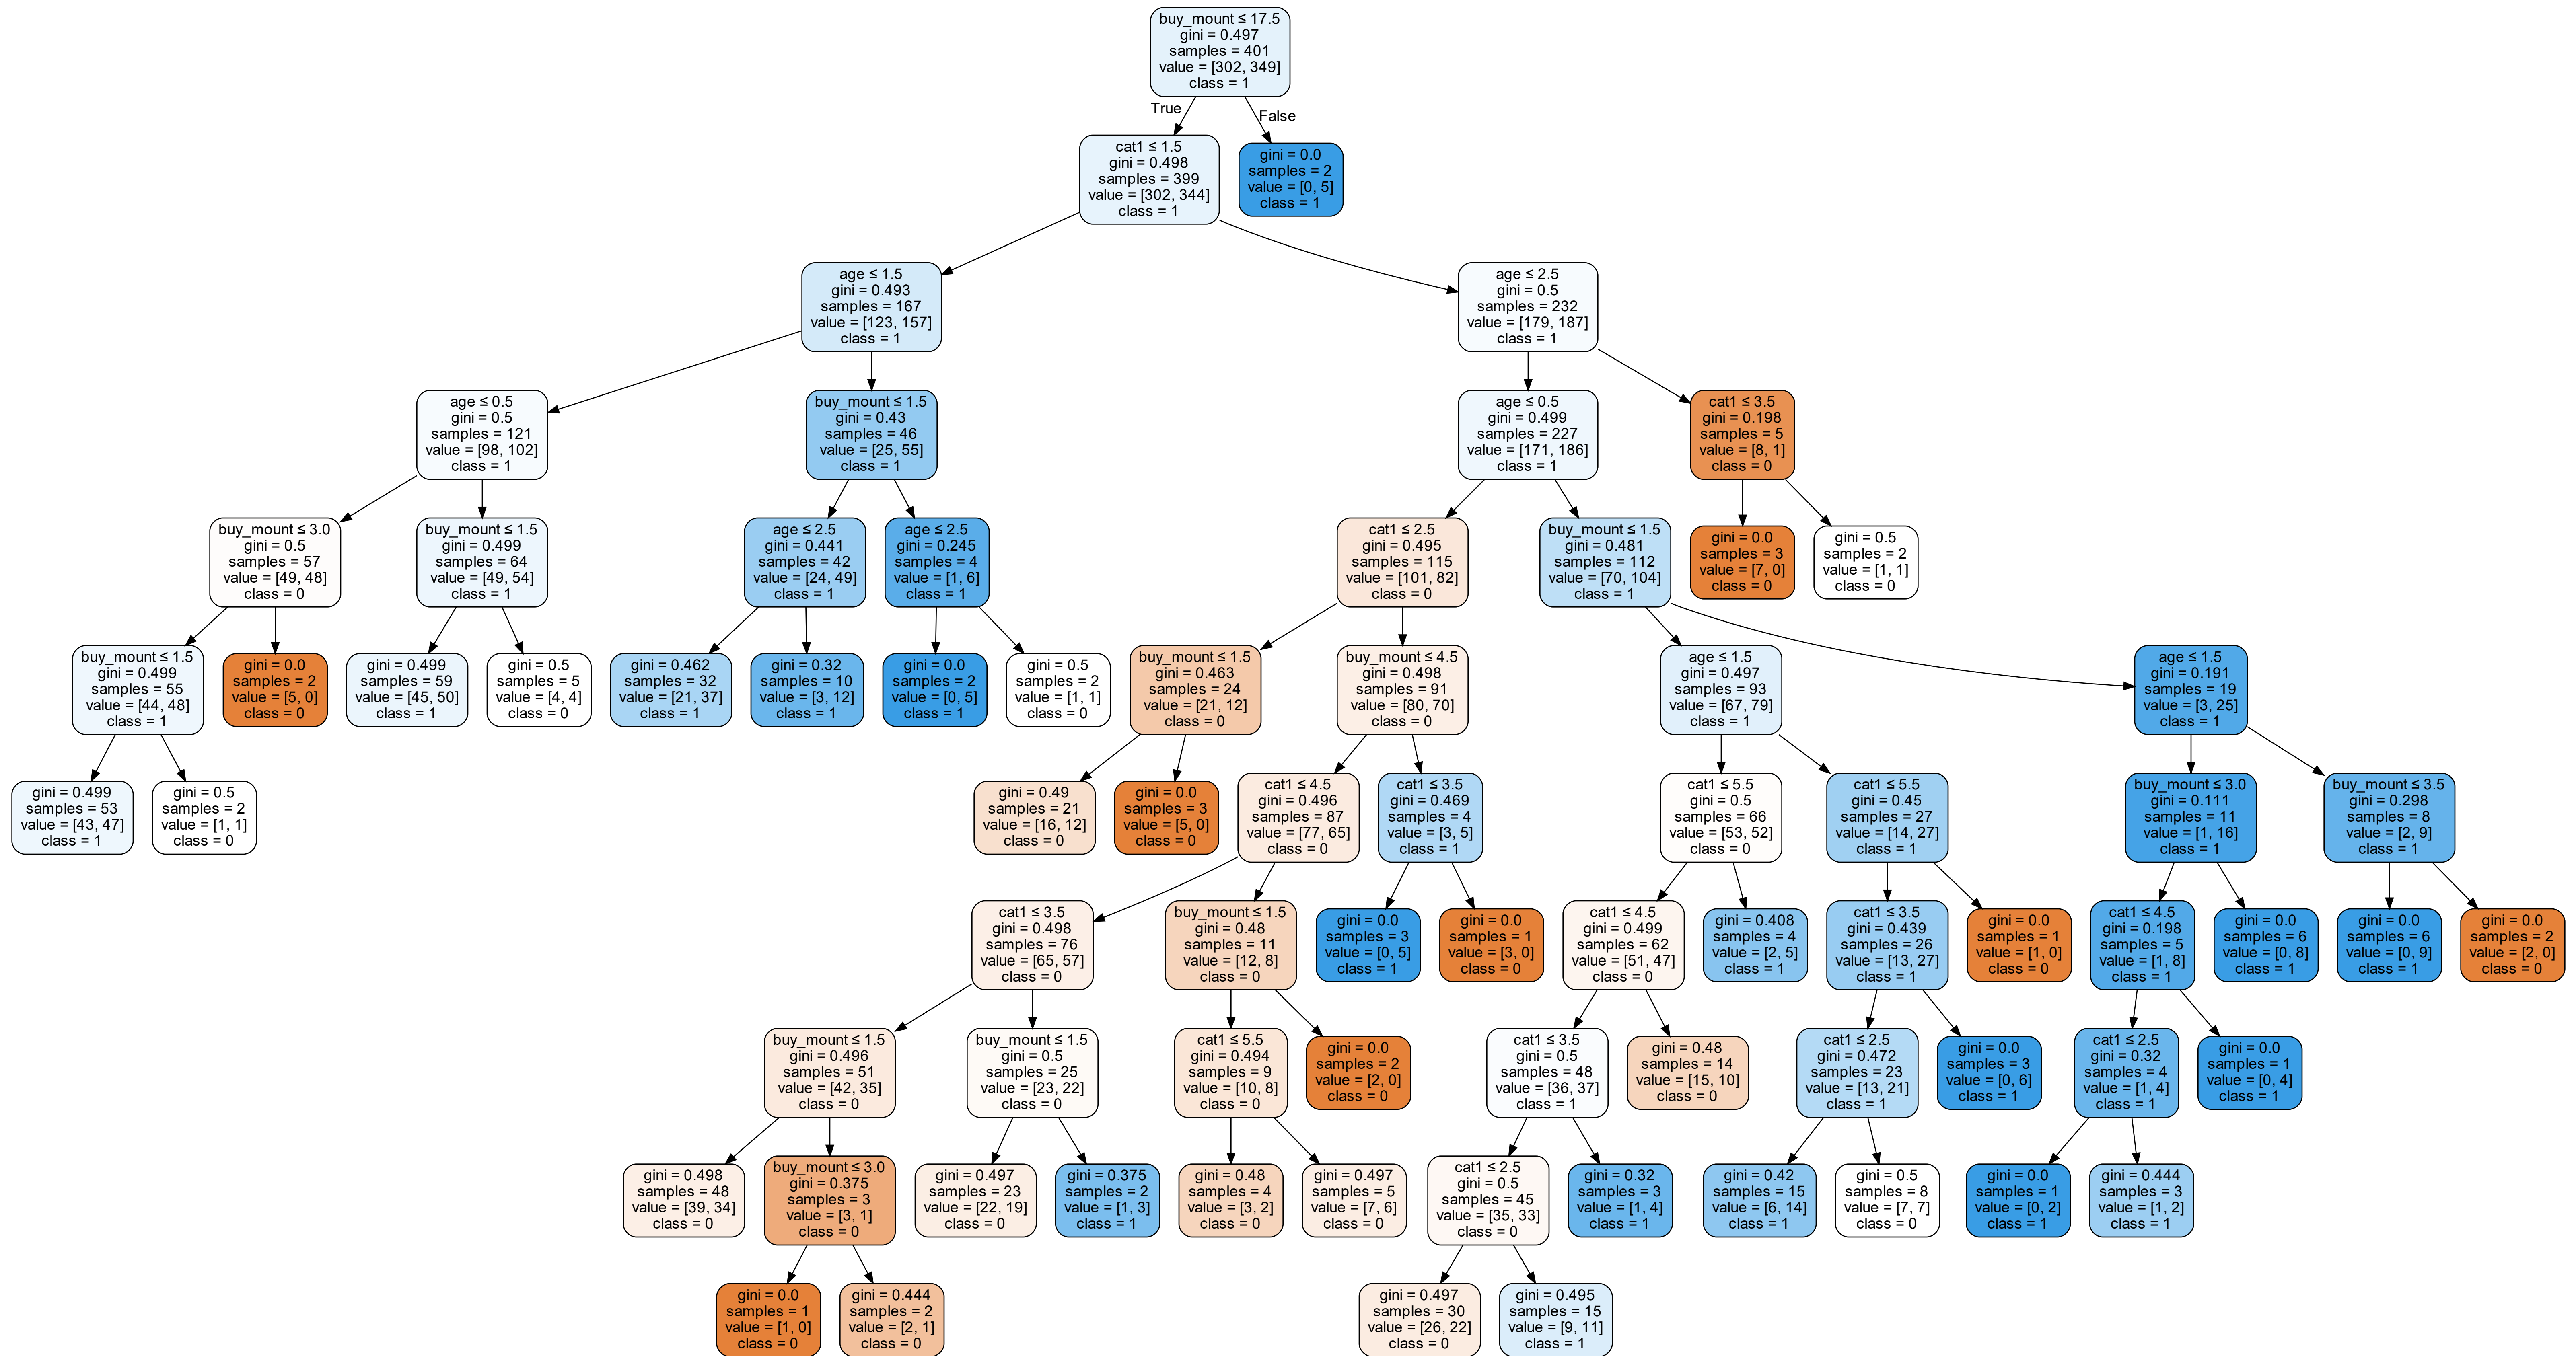 buy_mount ≤ 17.5
gini = 0.497
samples = 401
value = [302, 349]
class = 1
True
False
cat1 ≤ 1.5
gini = 0.498
samples = 399
value = [302, 344]
class = 1
gini = 0.0
samples = 2
value = [0, 5]
class = 1
age ≤ 1.5
gini = 0.493
samples = 167
value = [123, 157]
class = 1
age ≤ 2.5
gini = 0.5
samples = 232
value = [179, 187]
class = 1
age ≤ 0.5
gini = 0.5
samples = 121
value = [98, 102]
class = 1
buy_mount ≤ 1.5
gini = 0.43
samples = 46
value = [25, 55]
class = 1
age ≤ 0.5
gini = 0.499
samples = 227
value = [171, 186]
class = 1
cat1 ≤ 3.5
gini = 0.198
samples = 5
value = [8, 1]
class = 0
buy_mount ≤ 3.0
gini = 0.5
samples = 57
value = [49, 48]
class = 0
buy_mount ≤ 1.5
gini = 0.499
samples = 64
value = [49, 54]
class = 1
age ≤ 2.5
gini = 0.441
samples = 42
value = [24, 49]
class = 1
age ≤ 2.5
gini = 0.245
samples = 4
value = [1, 6]
class = 1
cat1 ≤ 2.5
gini = 0.495
samples = 115
value = [101, 82]
class = 0
buy_mount ≤ 1.5
gini = 0.481
samples = 112
value = [70, 104]
class = 1
gini = 0.0
samples = 3
value = [7, 0]
class = 0
gini = 0.5
samples = 2
value = [1, 1]
class = 0
buy_mount ≤ 1.5
gini = 0.499
samples = 55
value = [44, 48]
class = 1
gini = 0.0
samples = 2
value = [5, 0]
class = 0
gini = 0.499
samples = 59
value = [45, 50]
class = 1
gini = 0.5
samples = 5
value = [4, 4]
class = 0
gini = 0.462
samples = 32
value = [21, 37]
class = 1
gini = 0.32
samples = 10
value = [3, 12]
class = 1
gini = 0.0
samples = 2
value = [0, 5]
class = 1
gini = 0.5
samples = 2
value = [1, 1]
class = 0
buy_mount ≤ 1.5
gini = 0.463
samples = 24
value = [21, 12]
class = 0
buy_mount ≤ 4.5
gini = 0.498
samples = 91
value = [80, 70]
class = 0
age ≤ 1.5
gini = 0.497
samples = 93
value = [67, 79]
class = 1
age ≤ 1.5
gini = 0.191
samples = 19
value = [3, 25]
class = 1
gini = 0.499
samples = 53
value = [43, 47]
class = 1
gini = 0.5
samples = 2
value = [1, 1]
class = 0
gini = 0.49
samples = 21
value = [16, 12]
class = 0
gini = 0.0
samples = 3
value = [5, 0]
class = 0
cat1 ≤ 4.5
gini = 0.496
samples = 87
value = [77, 65]
class = 0
cat1 ≤ 3.5
gini = 0.469
samples = 4
value = [3, 5]
class = 1
cat1 ≤ 5.5
gini = 0.5
samples = 66
value = [53, 52]
class = 0
cat1 ≤ 5.5
gini = 0.45
samples = 27
value = [14, 27]
class = 1
buy_mount ≤ 3.0
gini = 0.111
samples = 11
value = [1, 16]
class = 1
buy_mount ≤ 3.5
gini = 0.298
samples = 8
value = [2, 9]
class = 1
cat1 ≤ 3.5
gini = 0.498
samples = 76
value = [65, 57]
class = 0
buy_mount ≤ 1.5
gini = 0.48
samples = 11
value = [12, 8]
class = 0
gini = 0.0
samples = 3
value = [0, 5]
class = 1
gini = 0.0
samples = 1
value = [3, 0]
class = 0
cat1 ≤ 4.5
gini = 0.499
samples = 62
value = [51, 47]
class = 0
gini = 0.408
samples = 4
value = [2, 5]
class = 1
cat1 ≤ 3.5
gini = 0.439
samples = 26
value = [13, 27]
class = 1
gini = 0.0
samples = 1
value = [1, 0]
class = 0
cat1 ≤ 4.5
gini = 0.198
samples = 5
value = [1, 8]
class = 1
gini = 0.0
samples = 6
value = [0, 8]
class = 1
gini = 0.0
samples = 6
value = [0, 9]
class = 1
gini = 0.0
samples = 2
value = [2, 0]
class = 0
buy_mount ≤ 1.5
gini = 0.496
samples = 51
value = [42, 35]
class = 0
buy_mount ≤ 1.5
gini = 0.5
samples = 25
value = [23, 22]
class = 0
cat1 ≤ 5.5
gini = 0.494
samples = 9
value = [10, 8]
class = 0
gini = 0.0
samples = 2
value = [2, 0]
class = 0
cat1 ≤ 3.5
gini = 0.5
samples = 48
value = [36, 37]
class = 1
gini = 0.48
samples = 14
value = [15, 10]
class = 0
cat1 ≤ 2.5
gini = 0.472
samples = 23
value = [13, 21]
class = 1
gini = 0.0
samples = 3
value = [0, 6]
class = 1
cat1 ≤ 2.5
gini = 0.32
samples = 4
value = [1, 4]
class = 1
gini = 0.0
samples = 1
value = [0, 4]
class = 1
gini = 0.498
samples = 48
value = [39, 34]
class = 0
buy_mount ≤ 3.0
gini = 0.375
samples = 3
value = [3, 1]
class = 0
gini = 0.497
samples = 23
value = [22, 19]
class = 0
gini = 0.375
samples = 2
value = [1, 3]
class = 1
gini = 0.48
samples = 4
value = [3, 2]
class = 0
gini = 0.497
samples = 5
value = [7, 6]
class = 0
cat1 ≤ 2.5
gini = 0.5
samples = 45
value = [35, 33]
class = 0
gini = 0.32
samples = 3
value = [1, 4]
class = 1
gini = 0.42
samples = 15
value = [6, 14]
class = 1
gini = 0.5
samples = 8
value = [7, 7]
class = 0
gini = 0.0
samples = 1
value = [0, 2]
class = 1
gini = 0.444
samples = 3
value = [1, 2]
class = 1
gini = 0.0
samples = 1
value = [1, 0]
class = 0
gini = 0.444
samples = 2
value = [2, 1]
class = 0
gini = 0.497
samples = 30
value = [26, 22]
class = 0
gini = 0.495
samples = 15
value = [9, 11]
class = 1